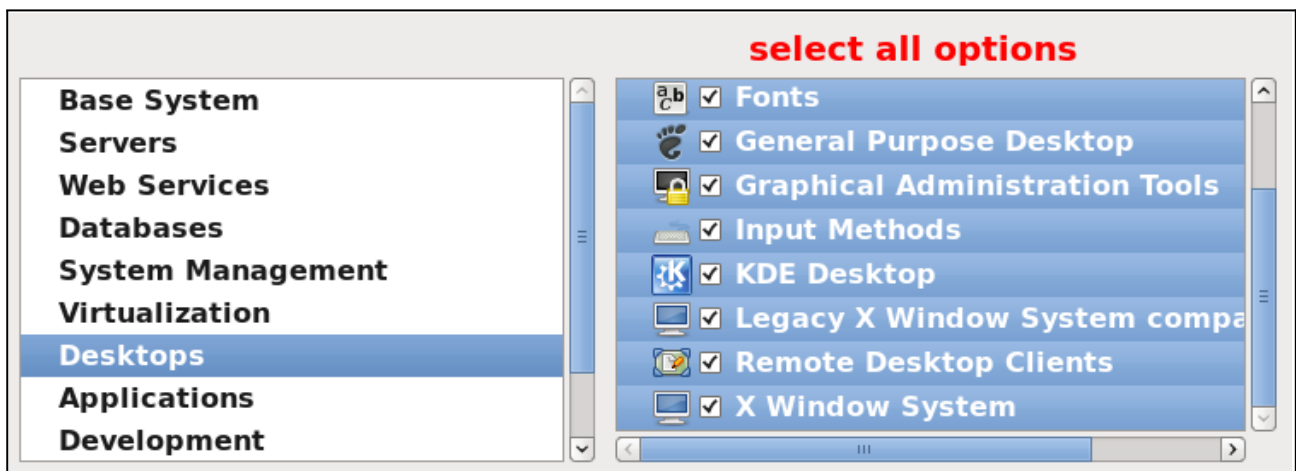 select all options
Base System
Servers
Web Services
Databases
System Management
Virtualization
Desktops
Applications
Development
Fonts
General Purpose Desktop
Graphical Administration Tools
Input Methods
KDE Desktop
Legacy X Window System compa
Remote Desktop Clients
X Window System